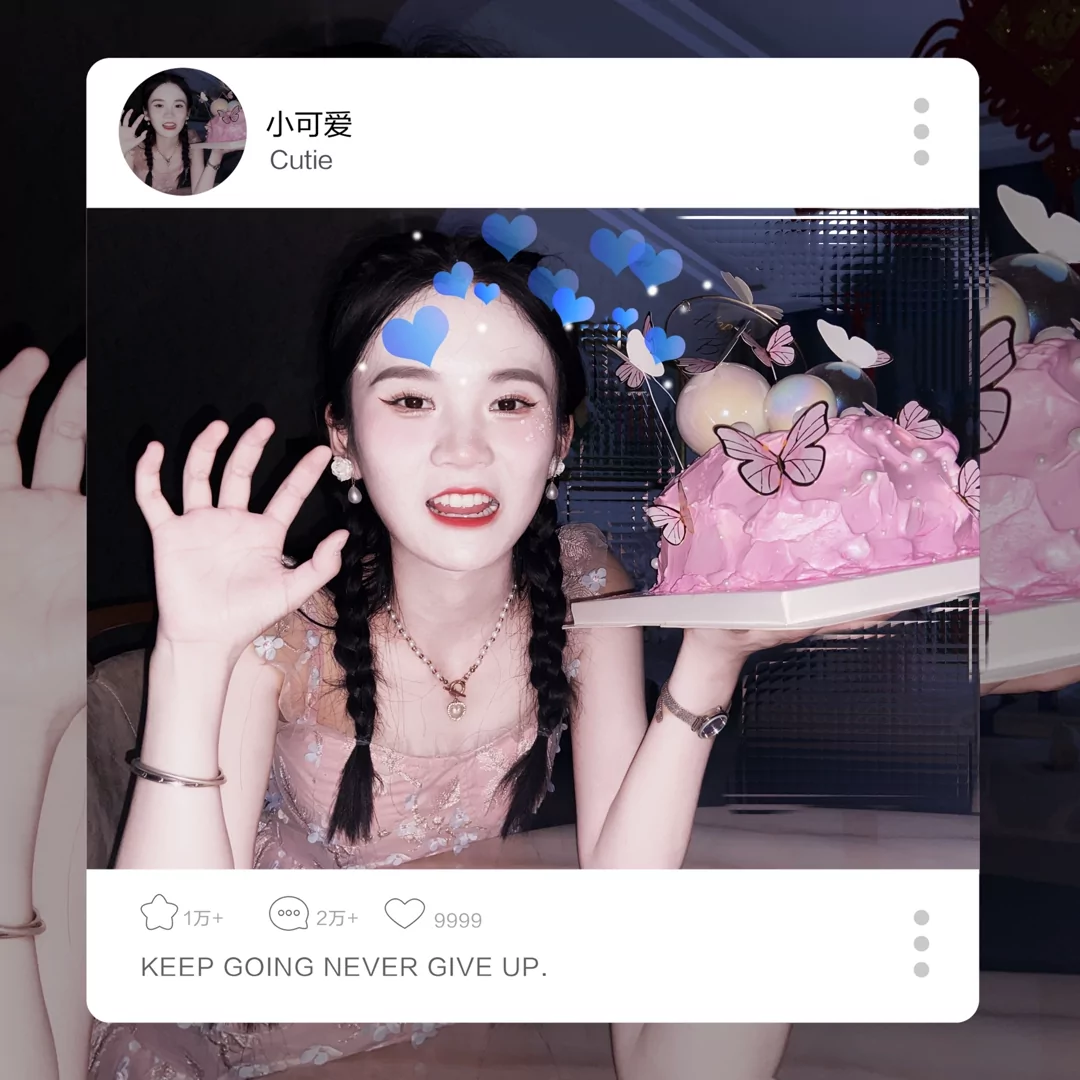 小可爱
Cutie
1万+ 2万+ 9999
KEEP GOING NEVER GIVE UP.